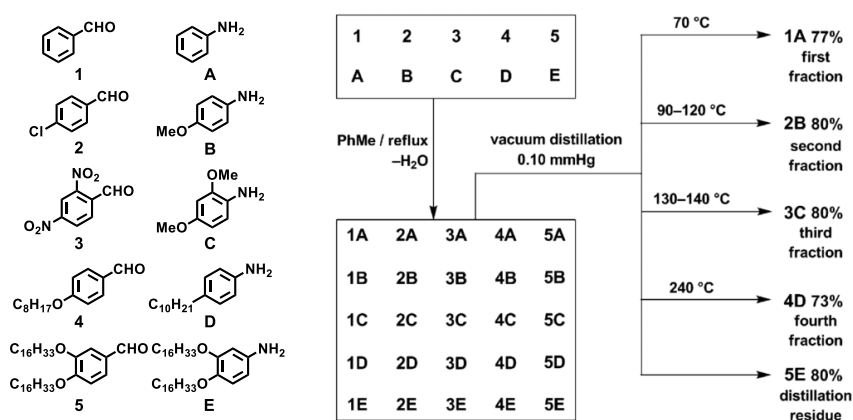 CHO
1
NH₂
A
CHO
Cl
2
NH₂
MeO
B
NO₂
CHO
NO₂
3
OMe
NH₂
MeO
C
CHO
C₈H₁₇O
4
NH₂
C₁₀H₂₁
D
C₁₆H₃₃O
CHO
C₁₆H₃₃O
5
C₁₆H₃₃O
NH₂
C₁₆H₃₃O
E
1 2 3 4 5
A B C D E
PhMe / reflux
–H₂O
vacuum distillation
0.10 mmHg
1A 2A 3A 4A 5A
1B 2B 3B 4B 5B
1C 2C 3C 4C 5C
1D 2D 3D 4D 5D
1E 2E 3E 4E 5E
70 °C
1A 77%
first
fraction
90–120 °C
2B 80%
second
fraction
130–140 °C
3C 80%
third
fraction
240 °C
4D 73%
fourth
fraction
5E 80%
distillation
residue